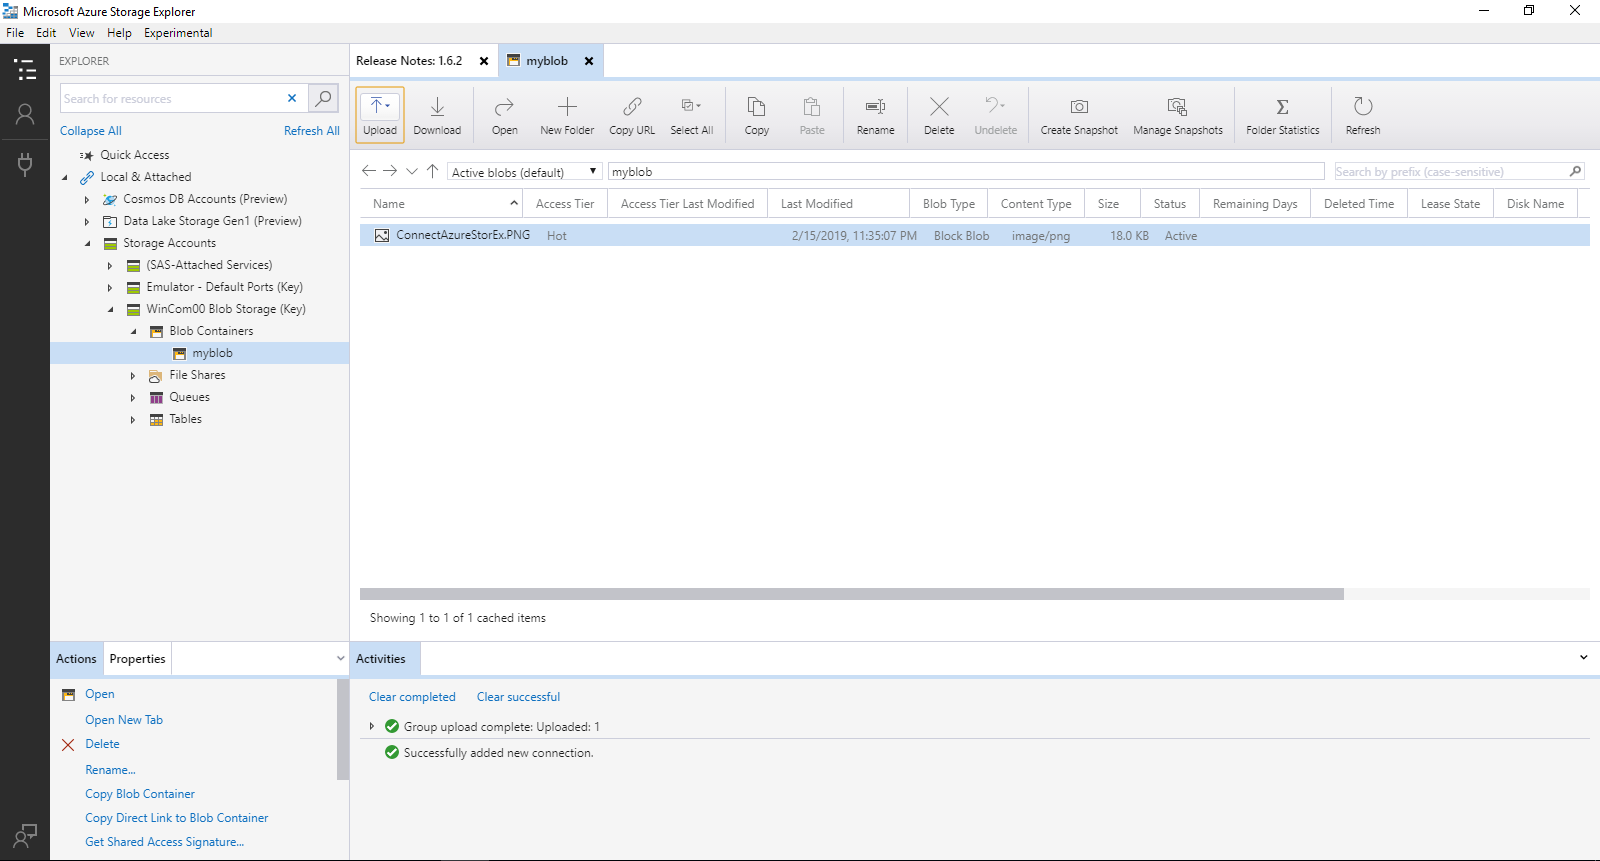 Microsoft Azure Storage Explorer
File Edit View Help Experimental
EXPLORER
Search for resources
Collapse All Refresh All
Quick Access
Local & Attached
Cosmos DB Accounts (Preview)
Data Lake Storage Gen1 (Preview)
Storage Accounts
(SAS-Attached Services)
Emulator - Default Ports (Key)
WinCom00 Blob Storage (Key)
Blob Containers
myblob
File Shares
Queues
Tables
Release Notes: 1.6.2 myblob
Upload Download Open New Folder Copy URL Select All Copy Paste Rename Delete Undelete Create Snapshot Manage Snapshots Folder Statistics Refresh
Active blobs (default) myblob Search by prefix (case-sensitive)
Name Access Tier Access Tier Last Modified Last Modified Blob Type Content Type Size Status Remaining Days Deleted Time Lease State Disk Name
ConnectAzureStorEx.PNG Hot 2/15/2019, 11:35:07 PM Block Blob image/png 18.0 KB Active
Showing 1 to 1 of 1 cached items
Actions Properties
Open
Open New Tab
Delete
Rename...
Copy Blob Container
Copy Direct Link to Blob Container
Get Shared Access Signature...
Activities
Clear completed Clear successful
Group upload complete: Uploaded: 1
Successfully added new connection.